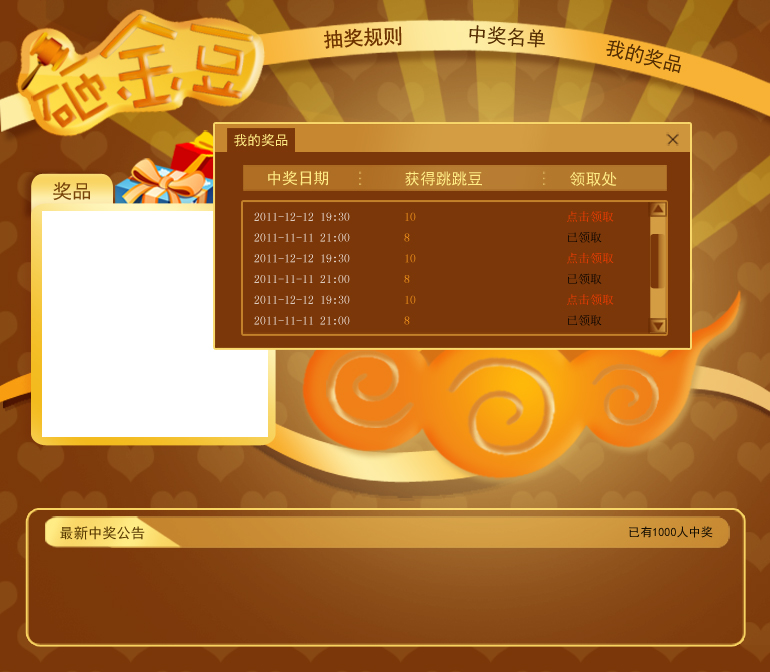 砸金豆
抽奖规则
中奖名单
我的奖品
我的奖品
奖品
中奖日期
获得跳跳豆
领取处
2011-12-12 19:30 10 点击领取
2011-11-11 21:00 8 已领取
2011-12-12 19:30 10 点击领取
2011-11-11 21:00 8 已领取
2011-12-12 19:30 10 点击领取
2011-11-11 21:00 8 已领取
最新中奖公告
已有1000人中奖